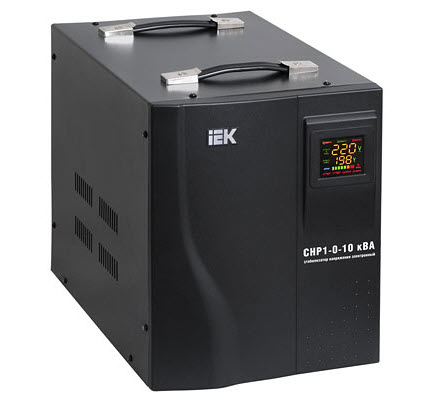 iEK
220 V
198 V
СНР1-0-10 кВА
стабилизатор напряжения электронный